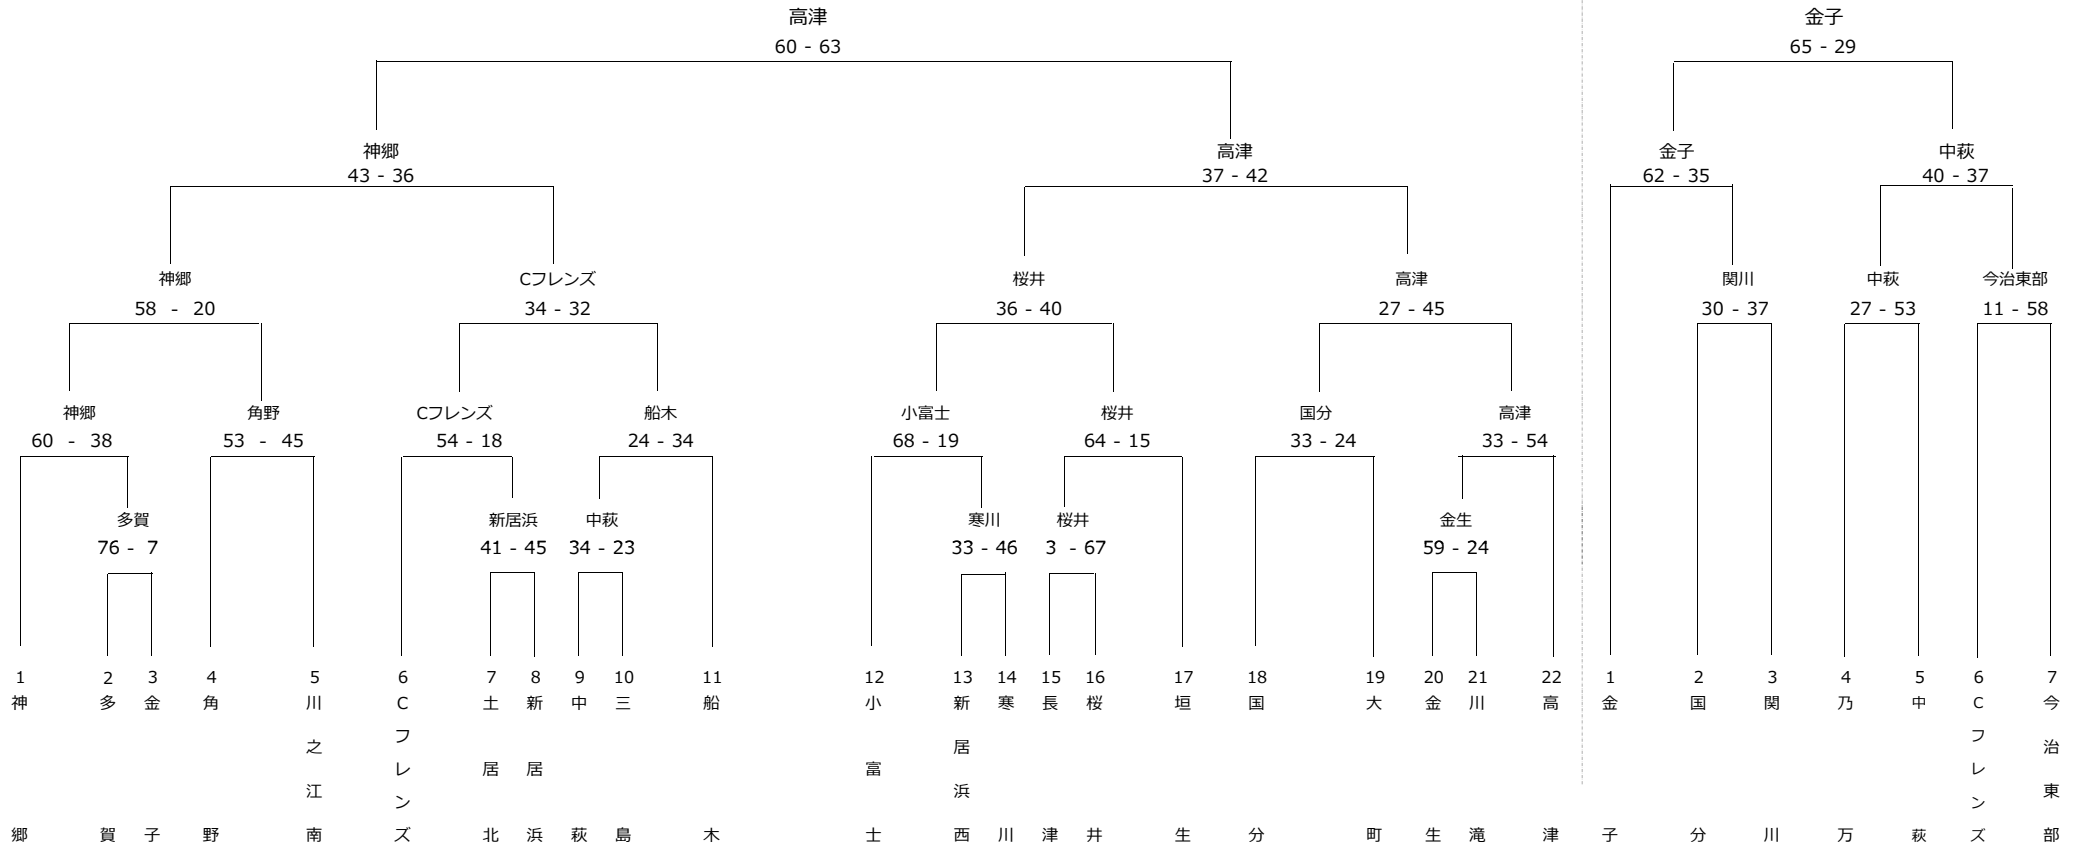 高津 金子
60 - 63 65 - 29
神郷 高津 金子 中萩
43 - 36 37 - 42 62 - 35 40 - 37
神郷 Cフレンズ 桜井 高津 関川 中萩 今治東部
58 - 20 34 - 32 36 - 40 27 - 45 30 - 37 27 - 53 11 - 58
神郷 角野 Cフレンズ 船木 小富士 桜井 国分 高津
60 - 38 53 - 45 54 - 18 24 - 34 68 - 19 64 - 15 33 - 24 33 - 54
多賀 新居浜 中萩 寒川 桜井 金生
76 - 7 41 - 45 34 - 23 33 - 46 3 - 67 59 - 24
1 2 3 4 5 6 7 8 9 10 11 12 13 14 15 16 17 18 19 20 21 22 1 2 3 4 5 6 7
神郷
多賀
金子
角野
川之江南
Cフレンズ
土居北
新居浜
中萩
三島
船木
小富士
新居浜西
寒川
長津
桜井
垣生
国分
大町
金生
川滝
高津
金子
国分
関川
乃万
中萩
Cフレンズ
今治東部